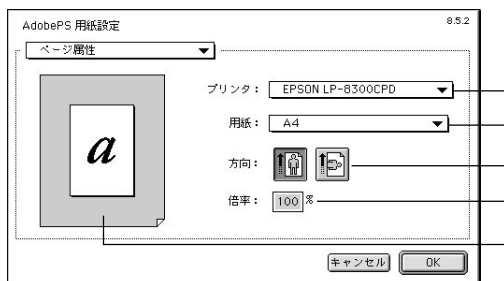 AdobePS 用紙設定
8.5.2
ページ属性
プリンタ： EPSON LP-8300CPD
用紙： A4
方向：
倍率： 100 %
a
キャンセル OK